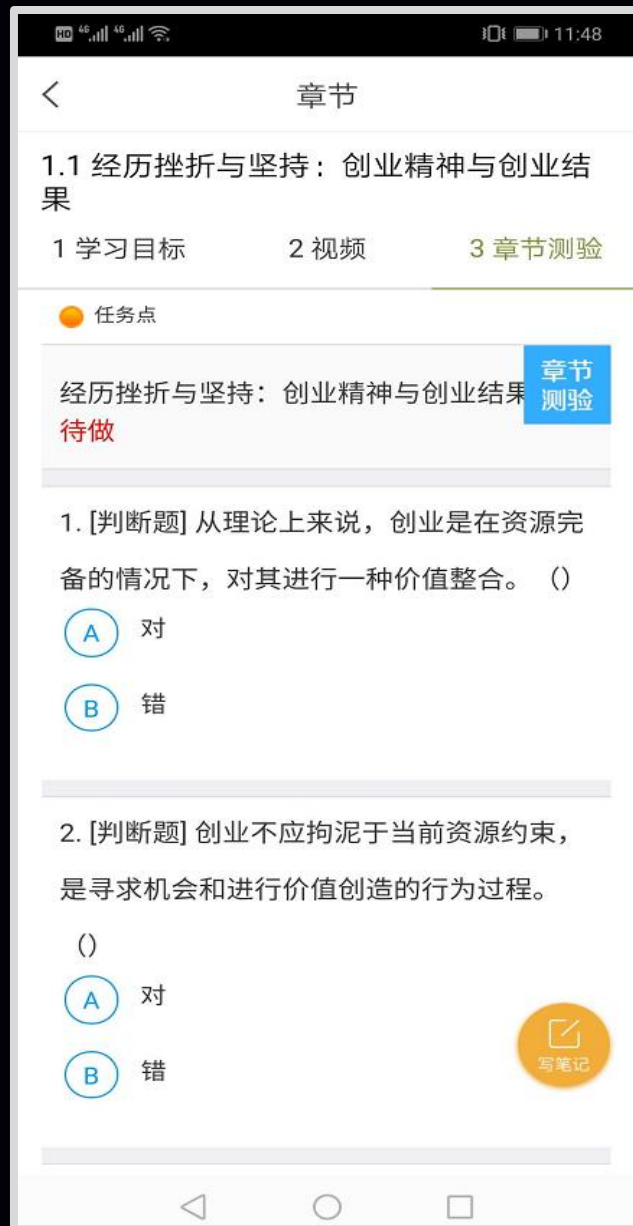 HD 4G 4G 11:48
章节
1.1 经历挫折与坚持：创业精神与创业结
果
1 学习目标 2 视频 3 章节测验
任务点
章节
测验
经历挫折与坚持：创业精神与创业结果
待做
1. [判断题] 从理论上来说，创业是在资源完
备的情况下，对其进行一种价值整合。（）
A 对
B 错
2. [判断题] 创业不应拘泥于当前资源约束，
是寻求机会和进行价值创造的行为过程。
（）
A 对
B 错
写笔记